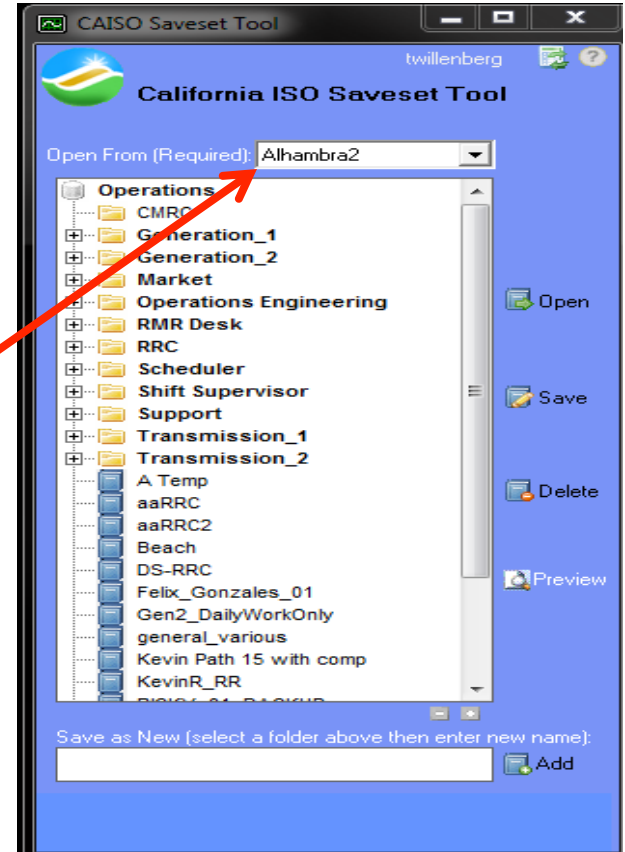 CAISO Saveset Tool
twillenberg
California ISO Saveset Tool
Open From (Required): Alhambra2
Operations
CMRC
Generation_1
Generation_2
Market
Operations Engineering
RMR Desk
RRC
Scheduler
Shift Supervisor
Support
Transmission_1
Transmission_2
A Temp
aaRRC
aaRRC2
Beach
DS-RRC
Felix_Gonzales_01
Gen2_DailyWorkOnly
general_various
Kevin Path 15 with comp
KevinR_RR
Open
Save
Delete
Preview
Save as New (select a folder above then enter new name):
Add